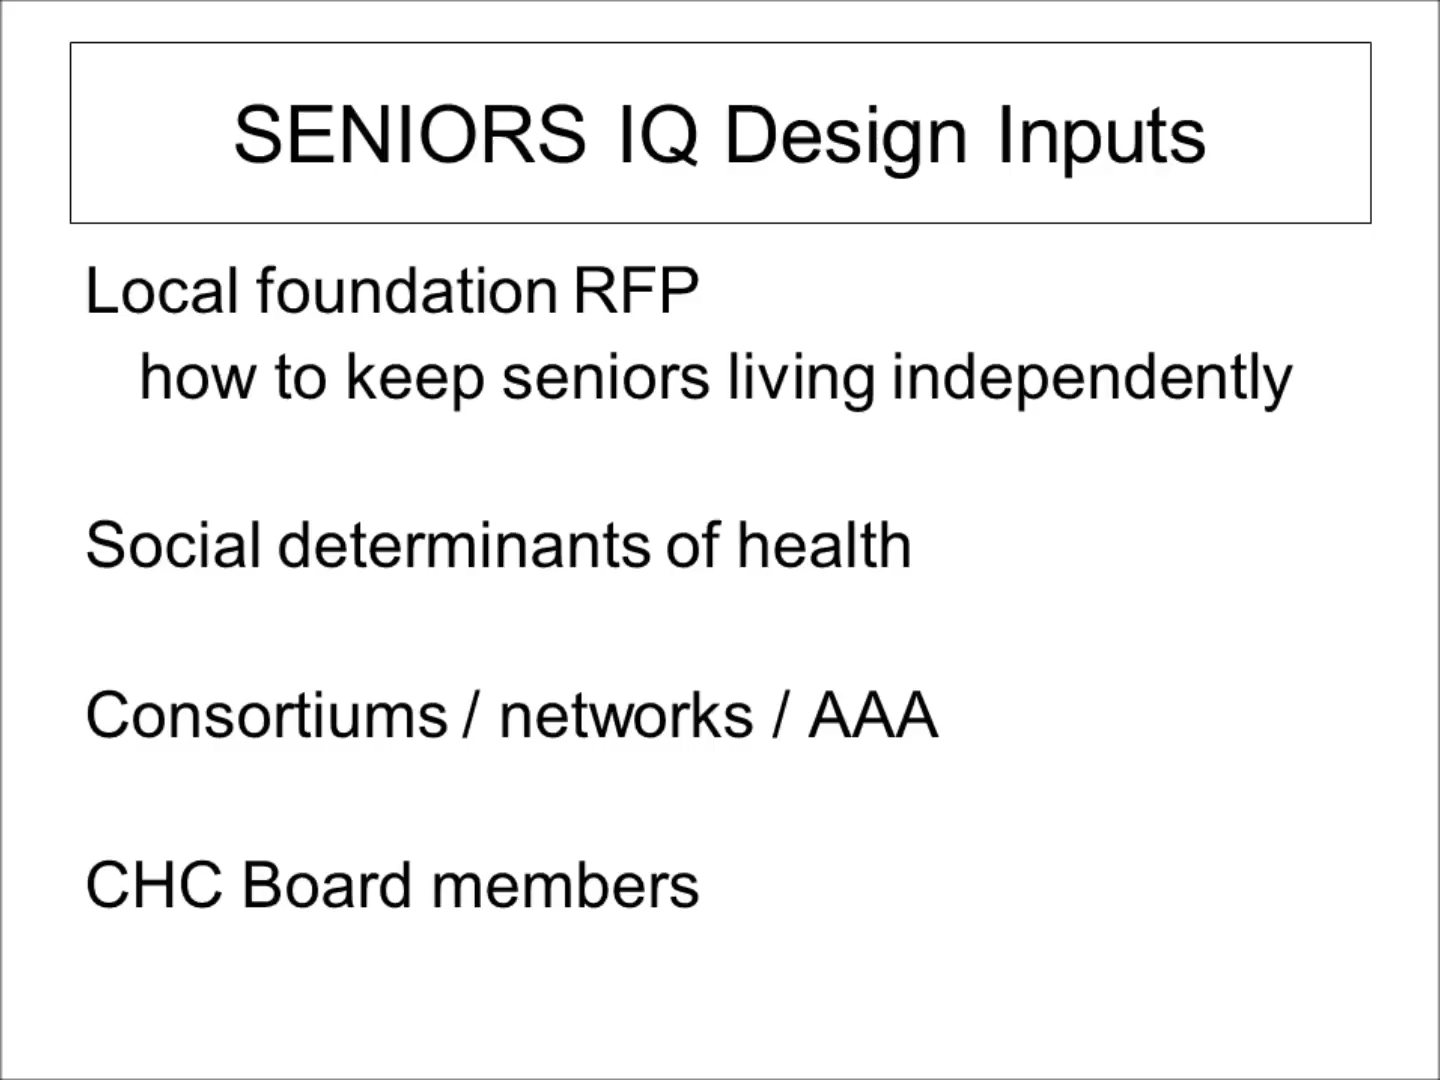 SENIORS IQ Design Inputs
Local foundation RFP
how to keep seniors living independently
Social determinants of health
Consortiums / networks / AAA
CHC Board members